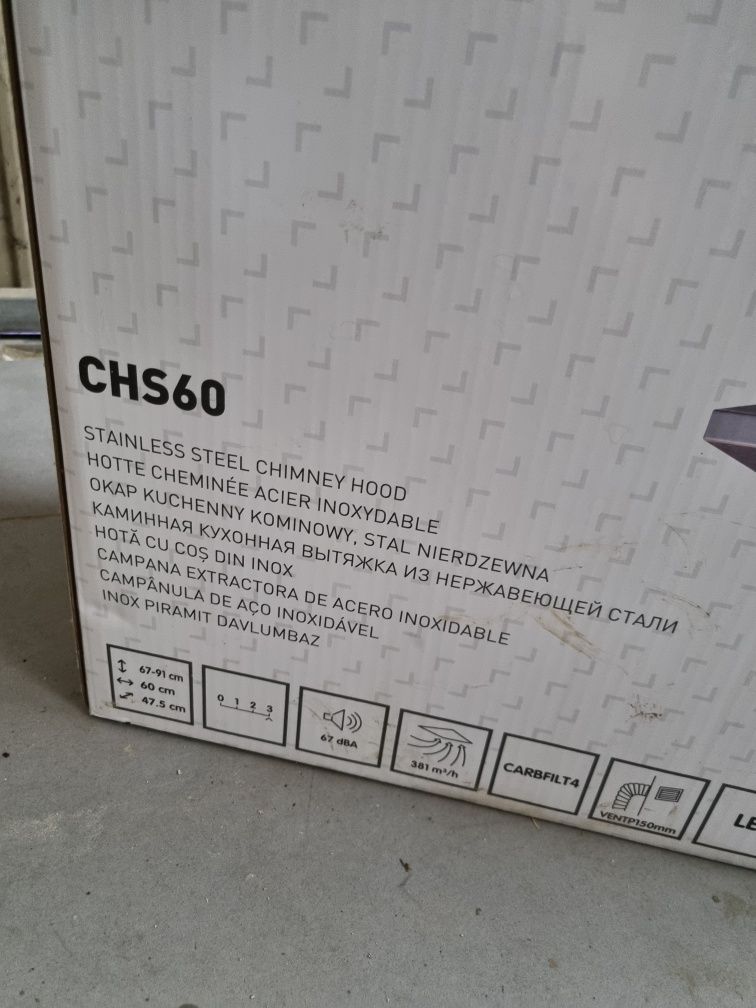 CHS60
STAINLESS STEEL CHIMNEY HOOD
HOTTE CHEMINÉE ACIER INOXYDABLE
OKAP KUCHENNY KOMINOWY, STAL NIERDZEWNA
КАМИННАЯ КУХОННАЯ ВЫТЯЖКА ИЗ НЕРЖАВЕЮЩЕЙ СТАЛИ
HOTĂ CU COȘ DIN INOX
CAMPANA EXTRACTORA DE ACERO INOXIDABLE
CAMPÂNULA DE AÇO INOXIDÁVEL
INOX PIRAMIT DAVLUMBAZ
67-91 cm
60 cm
47.5 cm
0 1 2 3
67 dBA
381 m³/h
CARBFILT4
VENTP150mm